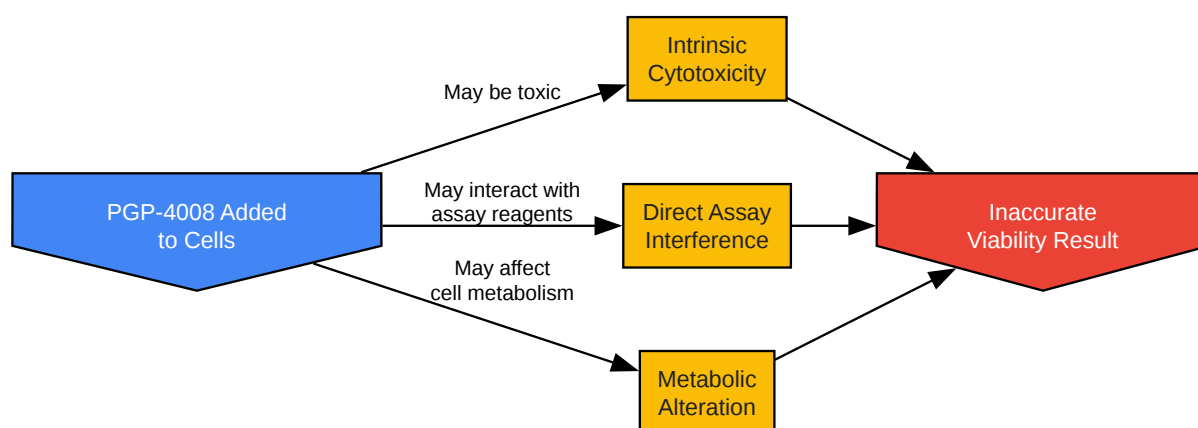 Intrinsic
Cytotoxicity
May be toxic
PGP-4008 Added
to Cells
May interact with
assay reagents
Direct Assay
Interference
Inaccurate
Viability Result
May affect
cell metabolism
Metabolic
Alteration